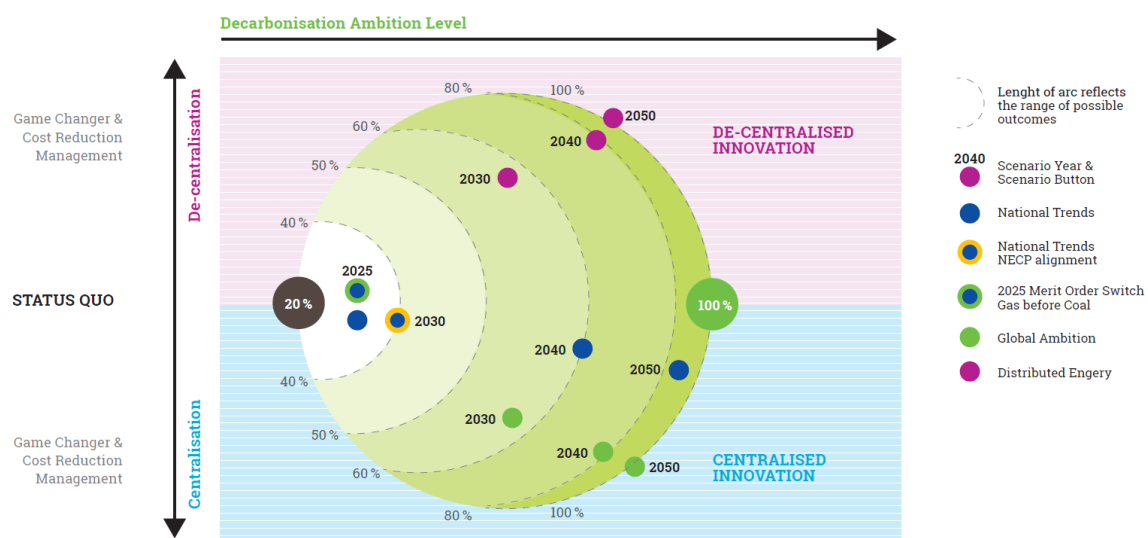 Decarbonisation Ambition Level
De-centralisation
Centralisation
Game Changer &
Cost Reduction
Management
STATUS QUO
Game Changer &
Cost Reduction
Management
80 %
100 %
60 %
50 %
40 %
2050
2040
2030
DE-CENTRALISED
INNOVATION
2025
20 %
2030
100 %
2040
2050
40 %
2030
50 %
60 %
2040
2050
CENTRALISED
INNOVATION
80 %
100 %
Lenght of arc reflects
the range of possible
outcomes
2040
Scenario Year &
Scenario Button
National Trends
National Trends
NECP alignment
2025 Merit Order Switch
Gas before Coal
Global Ambition
Distributed Engery